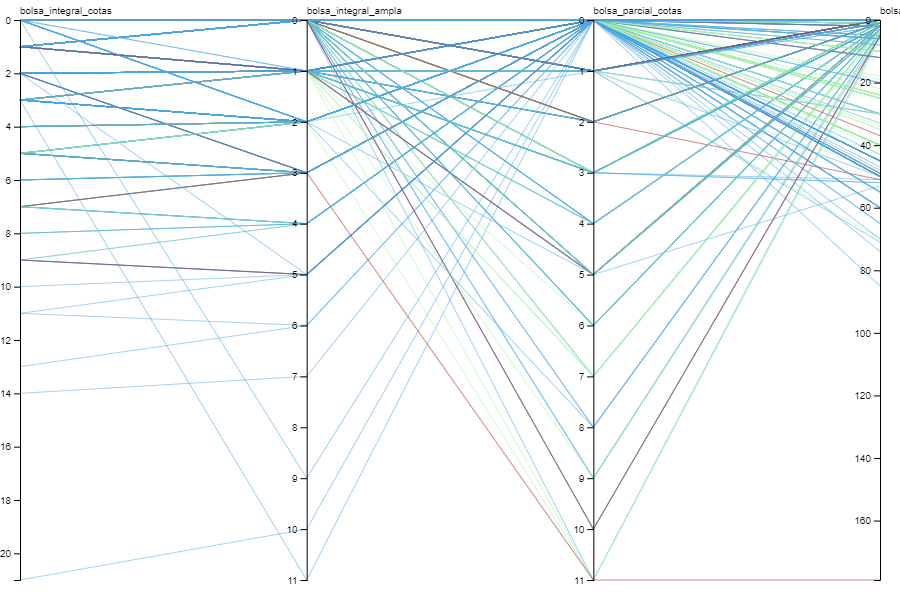 bolsa_integral_cotas bolsa_integral_ampla bolsa_parcial_cotas bolsa
0 0 0 0
2 1 1 20
4 2 2 40
6 3 3 60
8 4 4 80
10 5 5 100
12 6 6 120
14 7 7 140
16 8 8 160
18 9 9
20 10 10
11 11